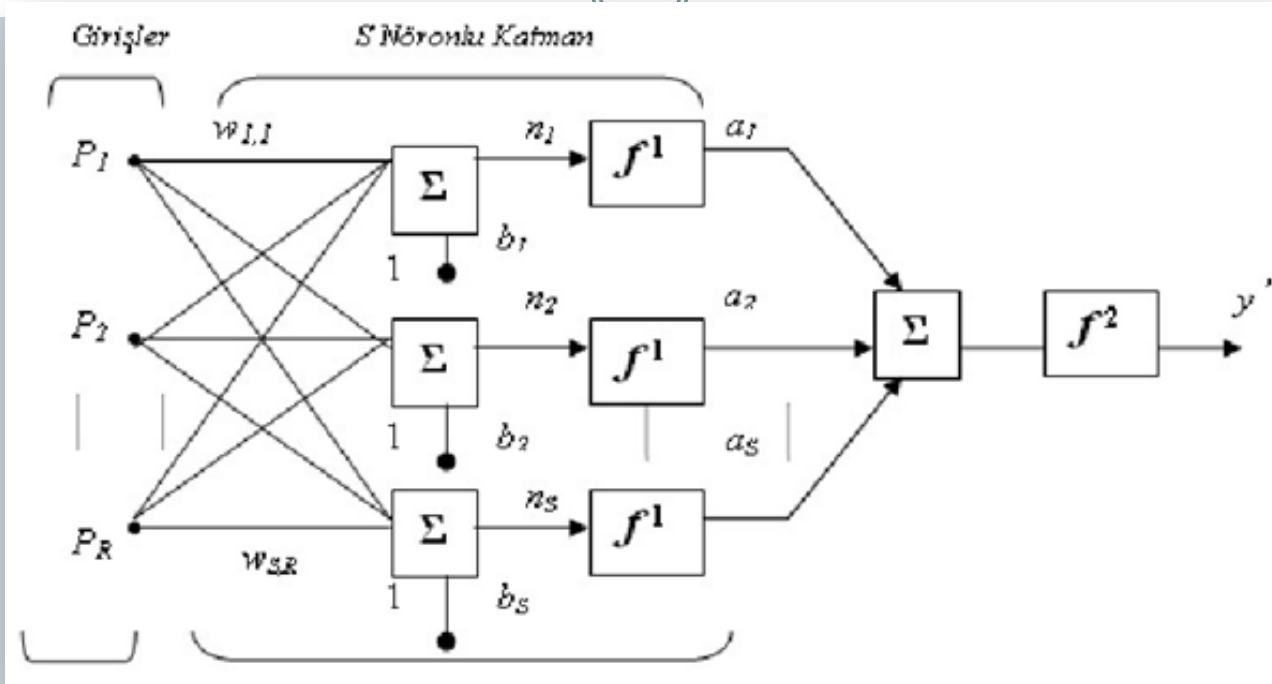 Girişler S Nöronlu Katman
w1,1 n1 f1 a1
P1 Σ
b1
1
n2 a2 y'
P2 Σ f1 Σ f2
1 b2 aS
nS
PR Σ f1
wS,R
1 bS